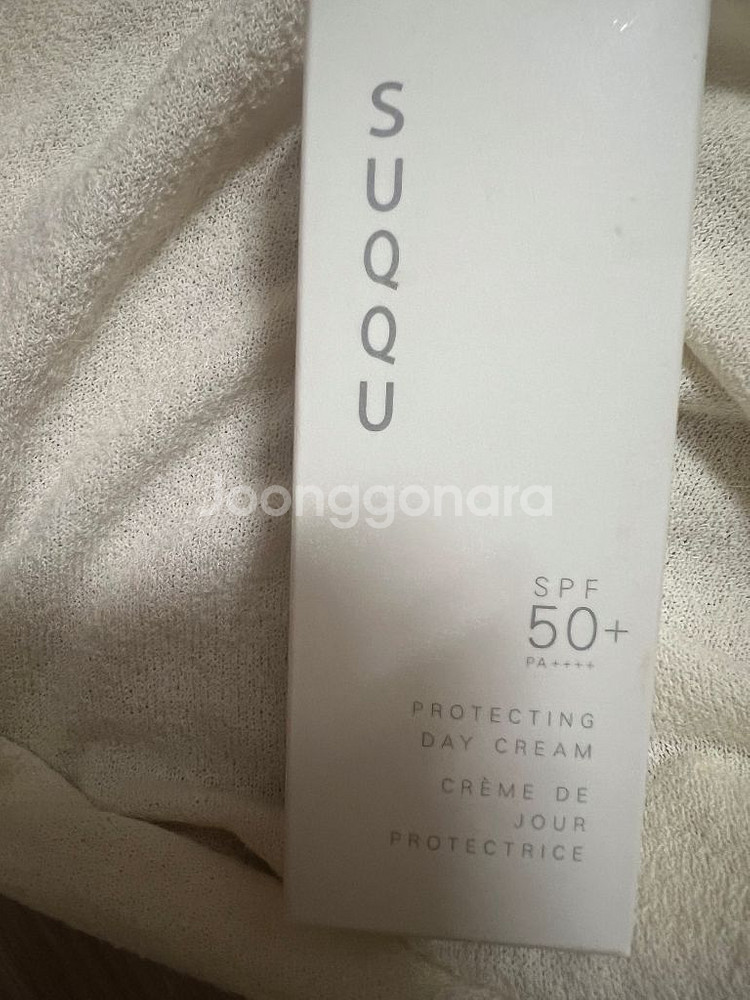 SUQQU
Joonggonara
SPF
50+
PA++++
PROTECTING
DAY CREAM
CRÈME DE
JOUR
PROTECTRICE